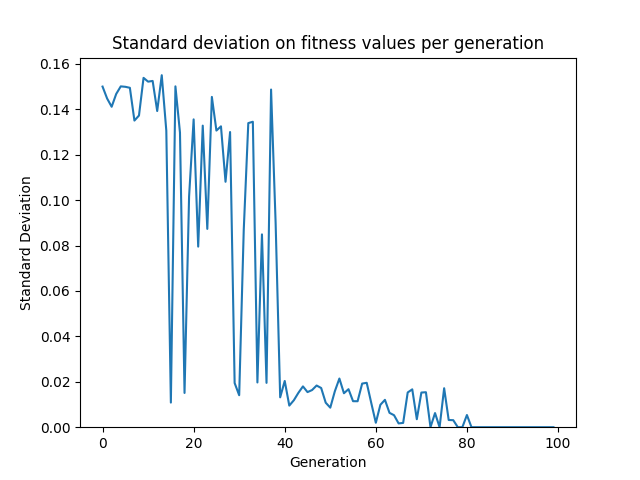 Standard deviation on fitness values per generation
0.16
0.14
0.12
0.10
0.08
0.06
0.04
0.02
0.00
Standard Deviation
0 20 40 60 80 100
Generation